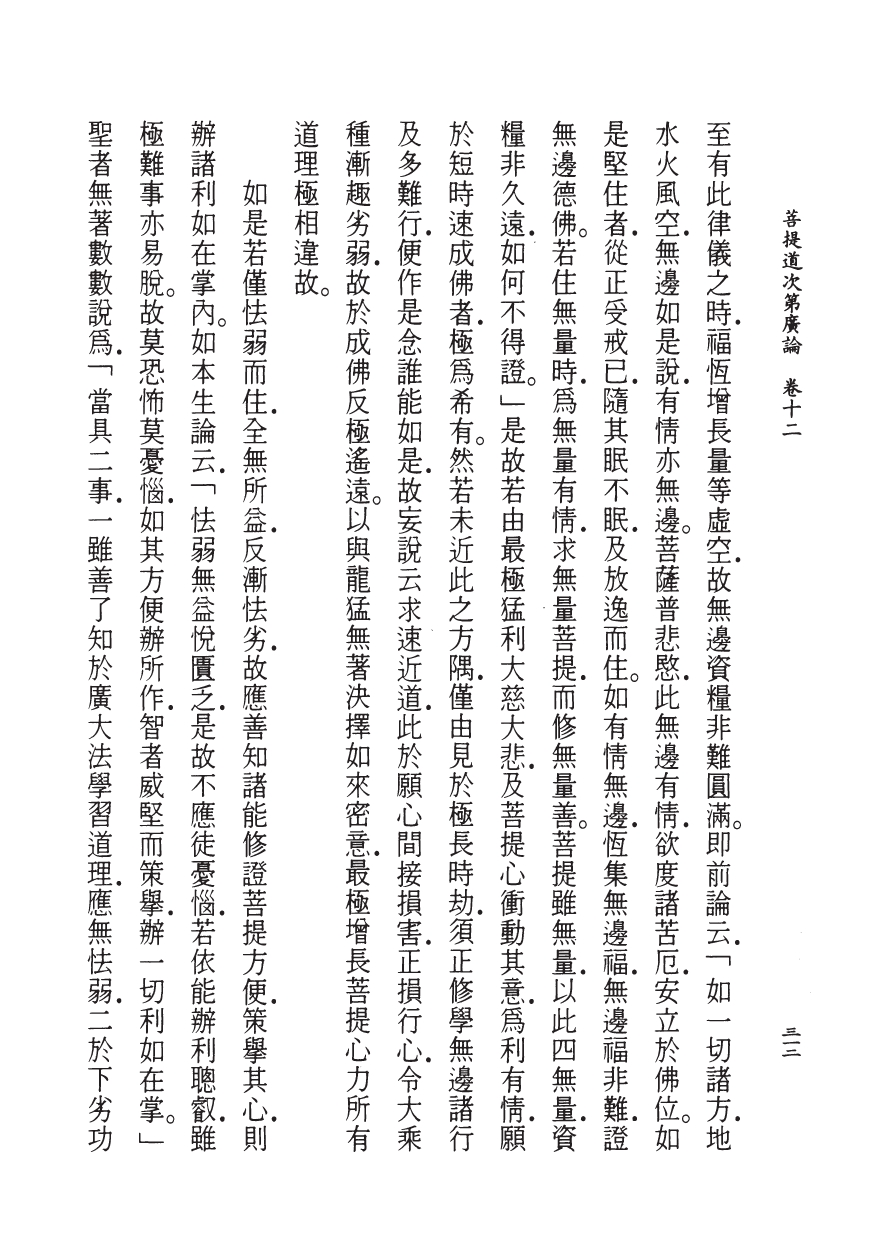 菩提道次第廣論　卷十二
至有此律儀之時．福恆增長量等虛空．故無邊資糧非難圓滿。即前論云．「如一切諸方．地
水火風空．無邊如是說．有情亦無邊。菩薩普悲愍．此無邊有情．欲度諸苦厄．安立於佛位。如
是堅住者．從正受戒已．隨其眠不眠．及放逸而住。如有情無邊．恆集無邊福．無邊福非難．證
無邊德佛。若住無量時．為無量有情．求無量菩提．而修無量善。菩提雖無量．以此四無量．資
糧非久遠．如何不得證。」是故若由最極猛利大慈大悲．及菩提心衝動其意．為利有情．願
於短時速成佛者．極為希有。然若未近此之方隅．僅由見於極長時劫．須正修學無邊諸行
及多難行．便作是念誰能如是．故妄說云求速近道．此於願心間接損害．正損行心．令大乘
種漸趣劣弱．故於成佛反極遙遠。以與龍猛無著決擇如來密意．最極增長菩提心力所有
道理極相違故。
如是若僅怯弱而住．全無所益．反漸怯劣．故應善知諸能修證菩提方便．策舉其心．則
辦諸利如在掌內。如本生論云．「怯弱無益悅匱乏．是故不應徒憂惱．若依能辦利聰叡．雖
極難事亦易脫。故莫恐怖莫憂惱．如其方便辦所作．智者威堅而策舉．辦一切利如在掌。」
聖者無著數數說為．「當具二事．一雖善了知於廣大法學習道理．應無怯弱．二於下劣功
三一三